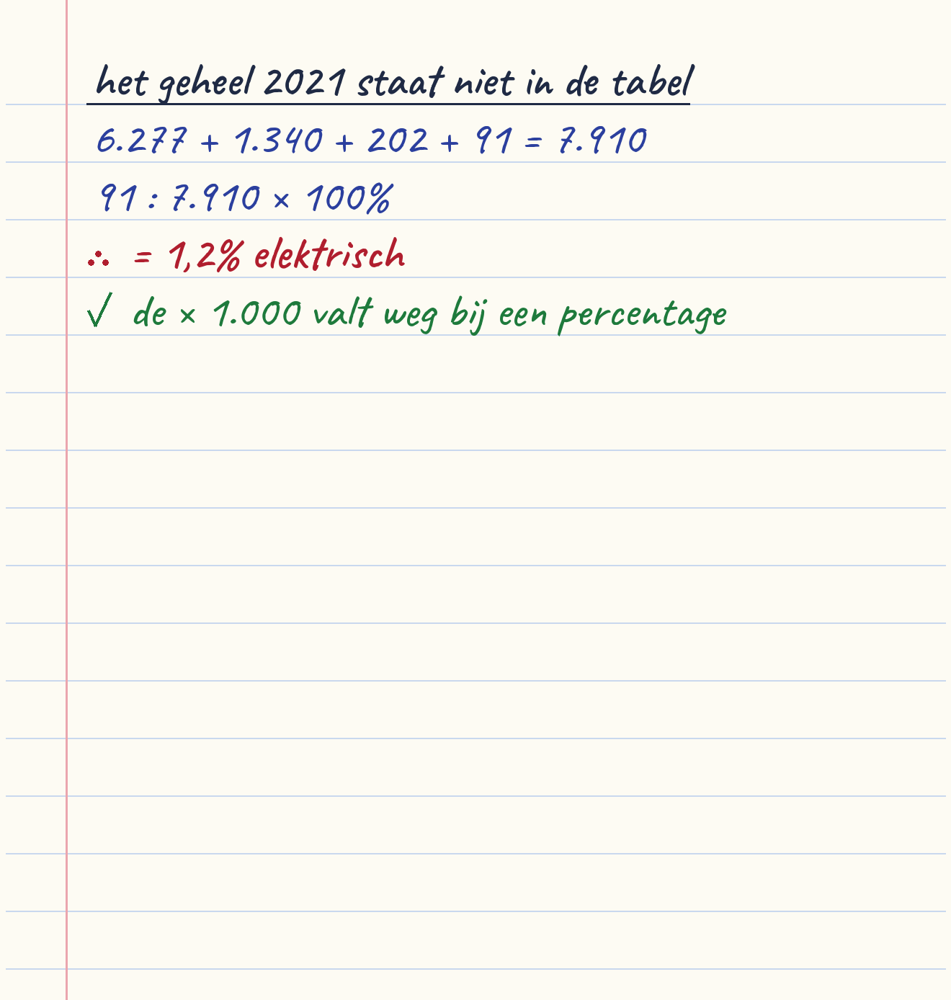 het geheel 2021 staat niet in de tabel
6.277 + 1.340 + 202 + 91 = 7.910
91 : 7.910 × 100%
∴ = 1,2% elektrisch
✓ de × 1.000 valt weg bij een percentage